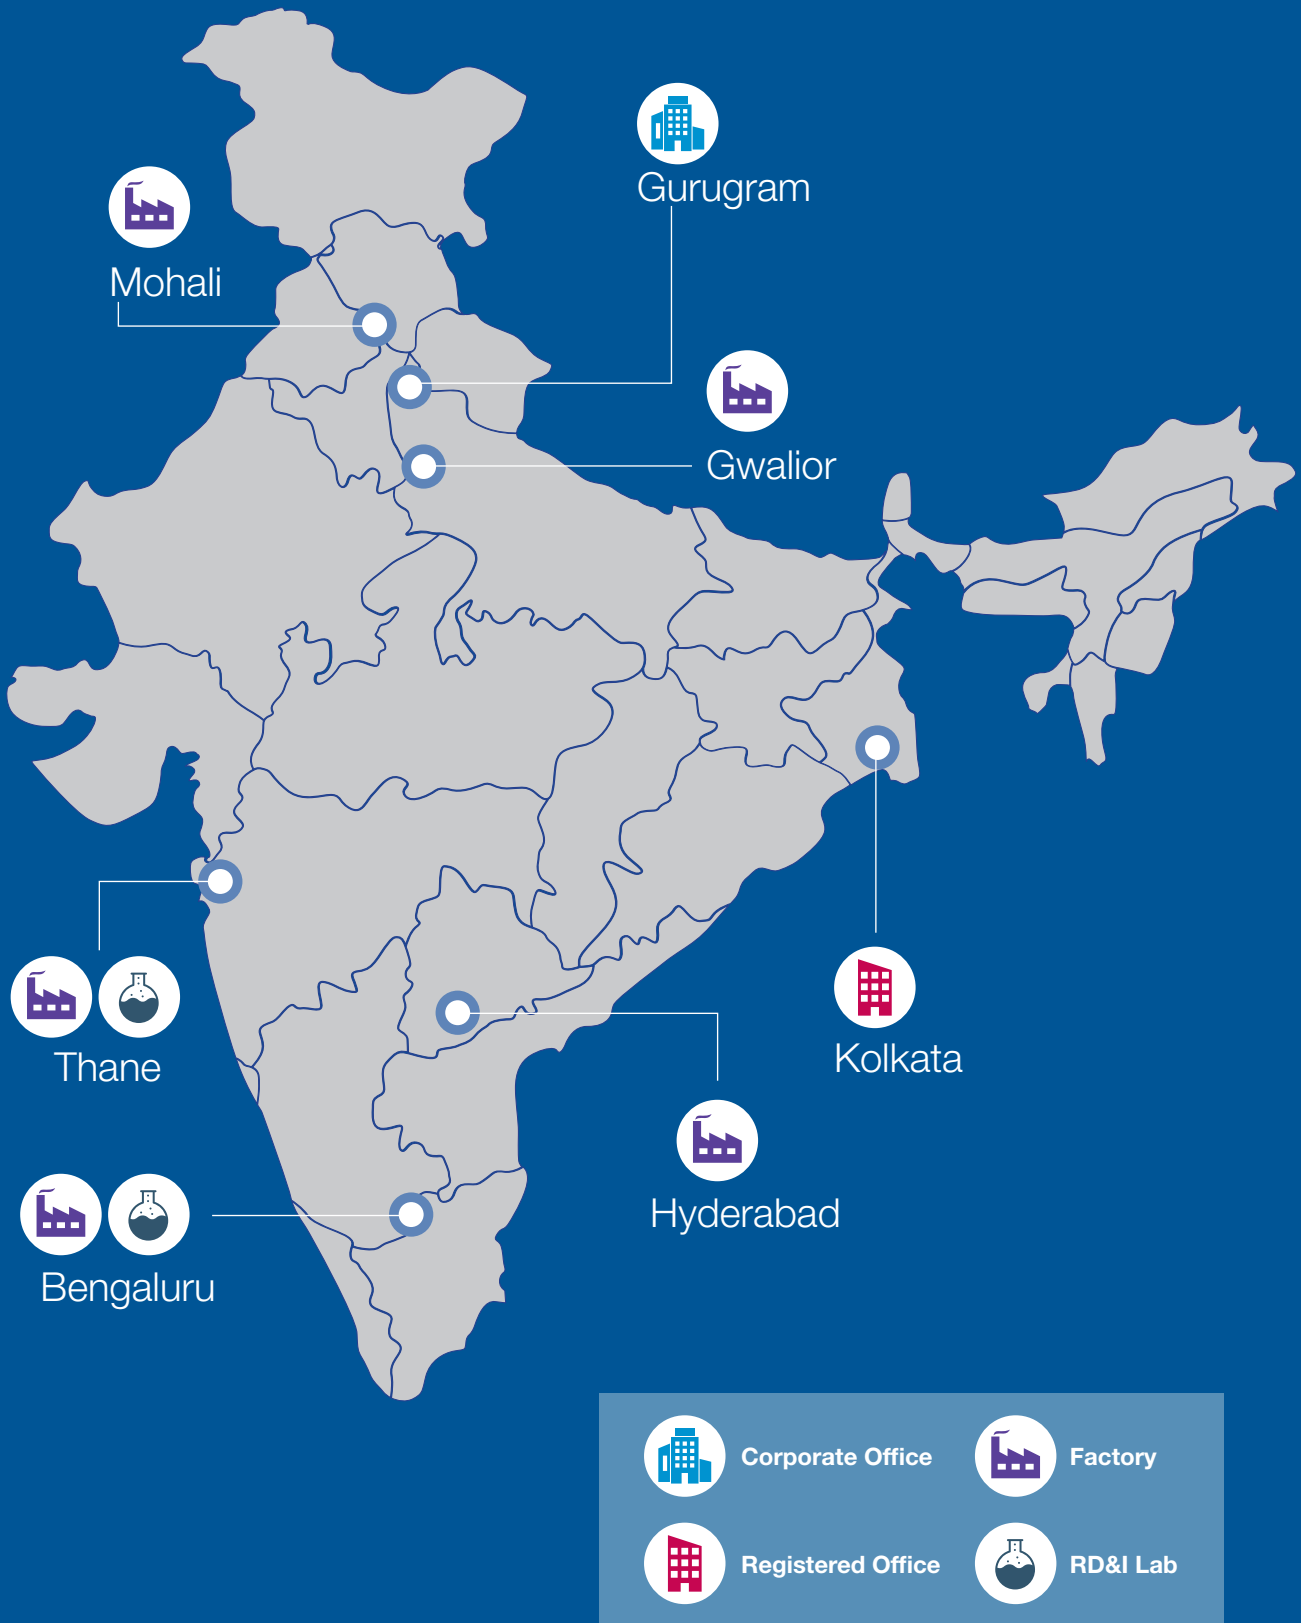 Gurugram
Mohali
Gwalior
Thane
Kolkata
Hyderabad
Bengaluru
Corporate Office
Factory
Registered Office
RD&I Lab